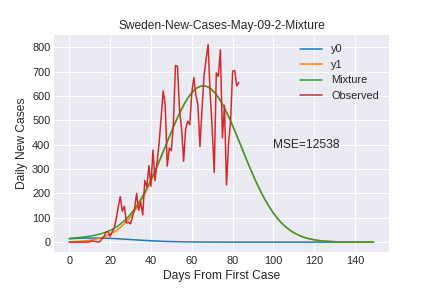 Sweden-New-Cases-May-09-2-Mixture
Daily New Cases
800
700
600
500
400
300
200
100
0
y0
y1
Mixture
Observed
MSE=12538
0 20 40 60 80 100 120 140
Days From First Case